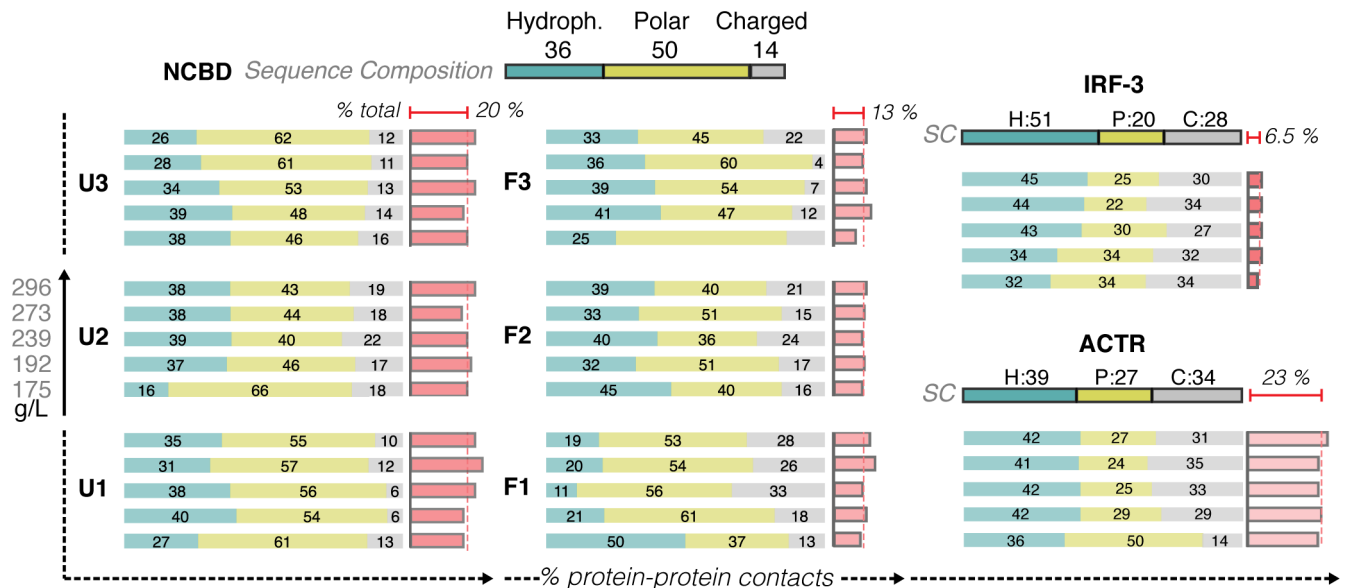 Hydroph. Polar Charged
36 50 14
NCBD Sequence Composition
% total 20 %
U3
26 62 12
28 61 11
34 53 13
39 48 14
38 46 16
296
273
239
192
175
g/L
U2
38 43 19
38 44 18
39 40 22
37 46 17
16 66 18
U1
35 55 10
31 57 12
38 56 6
40 54 6
27 61 13
13 %
F3
33 45 22
36 60 4
39 54 7
41 47 12
25
F2
39 40 21
33 51 15
40 36 24
32 51 17
45 40 16
F1
19 53 28
20 54 26
11 56 33
21 61 18
50 37 13
IRF-3
H:51 P:20 C:28
SC 6.5 %
45 25 30
44 22 34
43 30 27
34 34 32
32 34 34
ACTR
H:39 P:27 C:34
SC 23 %
42 27 31
41 24 35
42 25 33
42 29 29
36 50 14
% protein-protein contacts